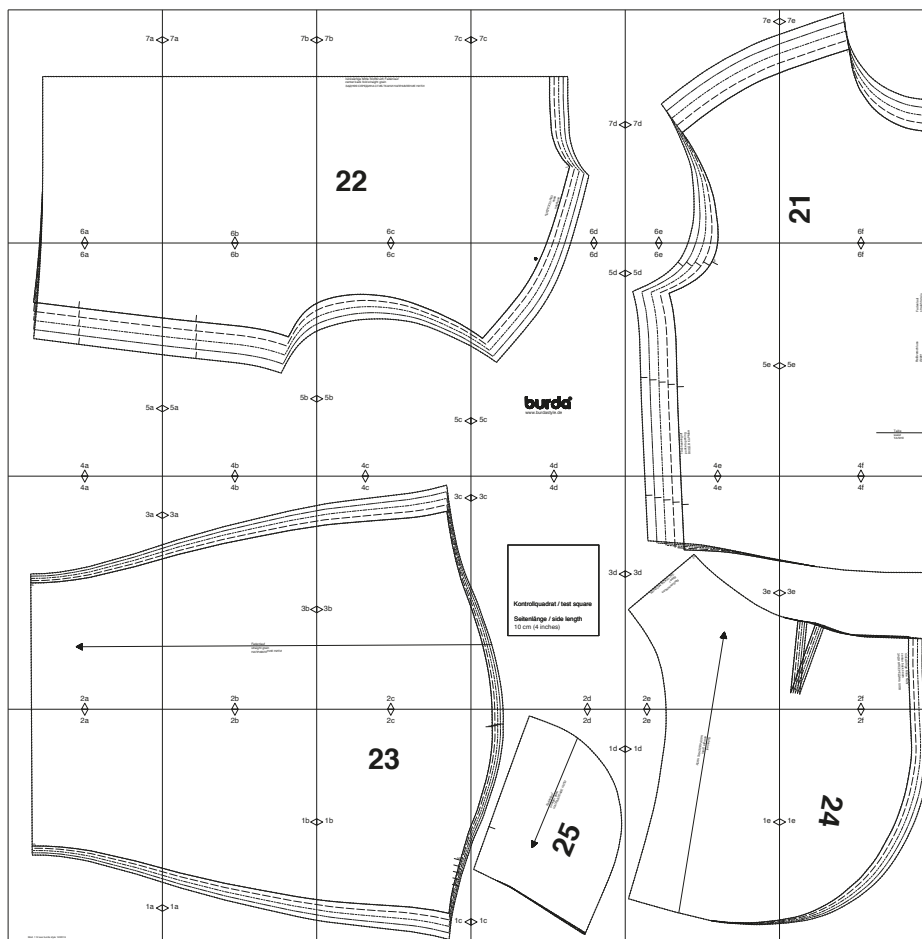 7a 7a 7b 7b 7c 7c 7e 7e
7d 7d
22
21
6a 6b 6c 6d 6e 6f
6a 6b 6c 6d 6e 6f
5d 5d
5e 5e
5a 5a 5b 5b 5c 5c
burda
www.burdastyle.de
4a 4b 4c 4d 4e 4f
4a 4b 4c 4d 4e 4f
3a 3a 3c 3c
3d 3d
3e 3e
3b 3b
Kontrollquadrat / test square
Seitenlänge / side length
10 cm (4 inches)
2a 2b 2c 2d 2e 2f
2a 2b 2c 2d 2e 2f
1d 1d
23
24
25
1b 1b 1e 1e
1a 1a 1c 1c